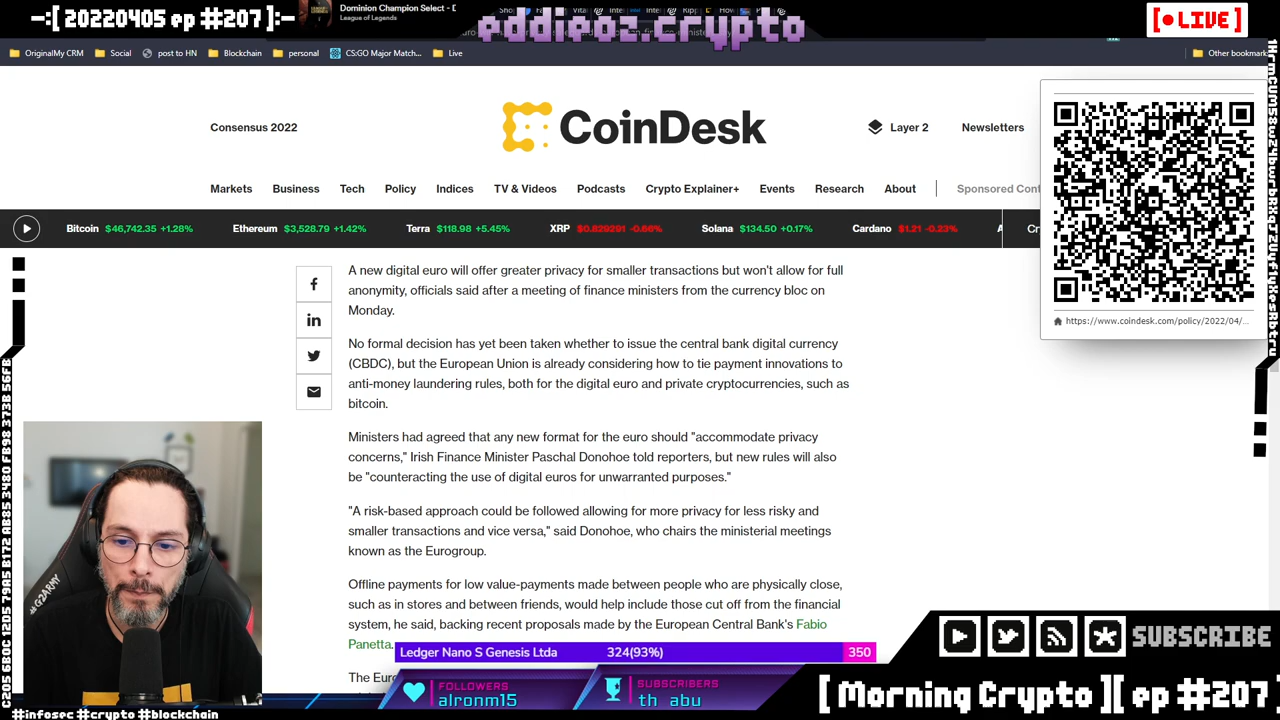 -:[ 20220405 ep #207 ]:-
Dominion Champion Select - D
League of Legends
eddieoz.crypto
[ LIVE ]
OriginalMy CRM
Social
post to HN
Blockchain
personal
CS:GO Major Match...
Live
Other bookmark
Consensus 2022
CoinDesk
Layer 2
Newsletters
Markets
Business
Tech
Policy
Indices
TV & Videos
Podcasts
Crypto Explainer+
Events
Research
About
Sponsored Cont
Bitcoin $46,742.35 +1.28%
Ethereum $3,528.79 +1.42%
Terra $118.98 +5.45%
XRP $0.829291 -0.66%
Solana $134.50 +0.17%
Cardano $1.21 -0.23%
Cr
https://www.coindesk.com/policy/2022/04/...
A new digital euro will offer greater privacy for smaller transactions but won't allow for full
anonymity, officials said after a meeting of finance ministers from the currency bloc on
Monday.
No formal decision has yet been taken whether to issue the central bank digital currency
(CBDC), but the European Union is already considering how to tie payment innovations to
anti-money laundering rules, both for the digital euro and private cryptocurrencies, such as
bitcoin.
Ministers had agreed that any new format for the euro should "accommodate privacy
concerns," Irish Finance Minister Paschal Donohoe told reporters, but new rules will also
be "counteracting the use of digital euros for unwarranted purposes."
"A risk-based approach could be followed allowing for more privacy for less risky and
smaller transactions and vice versa," said Donohoe, who chairs the ministerial meetings
known as the Eurogroup.
Offline payments for low value-payments made between people who are physically close,
such as in stores and between friends, would help include those cut off from the financial
system, he said, backing recent proposals made by the European Central Bank's Fabio
Panetta.
The Euro
#G2ARMY
Ledger Nano S Genesis Ltda 324(93%) 350
FOLLOWERS
alronm15
SUBSCRIBERS
th_abu
SUBSCRIBE
[ Morning Crypto ][ ep #207 ]
#infosec #crypto #blockchain